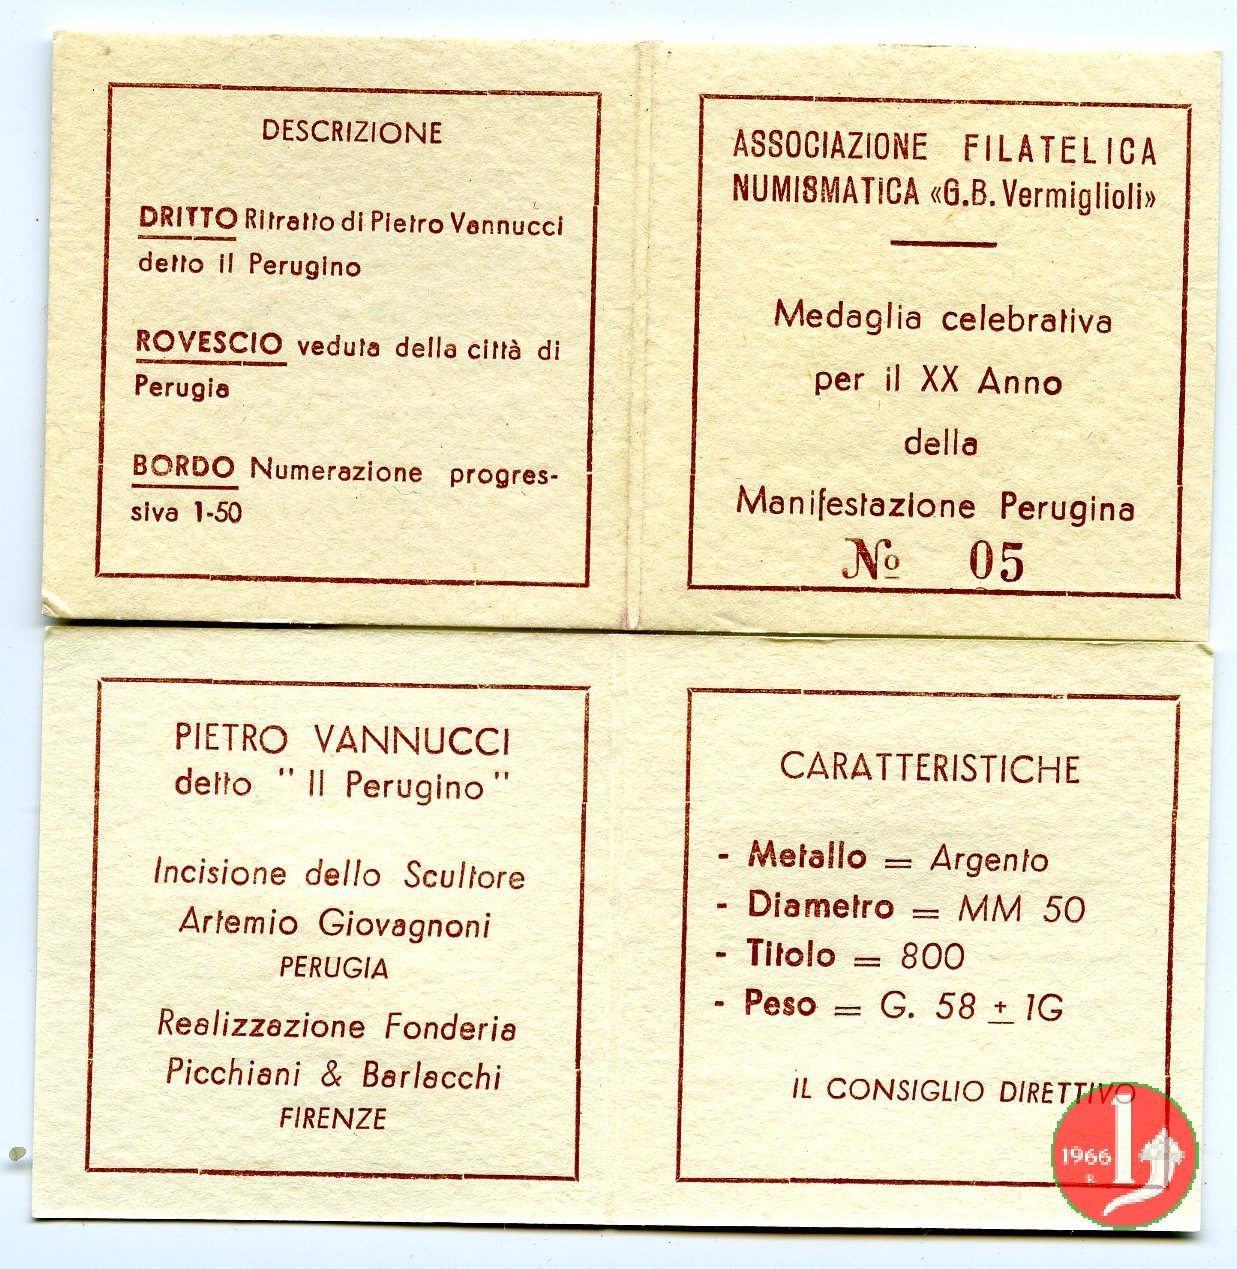 DESCRIZIONE
DRITTO Ritratto di Pietro Vannucci
detto il Perugino
ROVESCIO veduta della città di
Perugia
BORDO Numerazione progres-
siva 1-50
ASSOCIAZIONE FILATELICA
NUMISMATICA «G.B. Vermiglioli»
Medaglia celebrativa
per il XX Anno
della
Manifestazione Perugina
No 05
PIETRO VANNUCCI
detto "Il Perugino"
Incisione dello Scultore
Artemio Giovagnoni
PERUGIA
Realizzazione Fonderia
Picchiani & Barlacchi
FIRENZE
CARATTERISTICHE
- Metallo = Argento
- Diametro = MM 50
- Titolo = 800
- Peso = G. 58 ± 1G
IL CONSIGLIO DIRETTIVO
1966
R